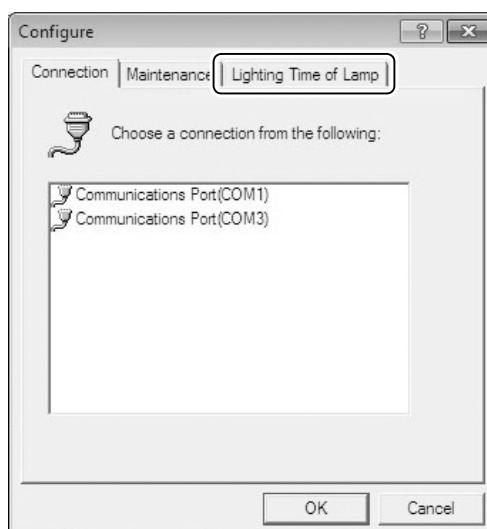 Configure
Connection Maintenance Lighting Time of Lamp
Choose a connection from the following:
Communications Port(COM1)
Communications Port(COM3)
OK Cancel